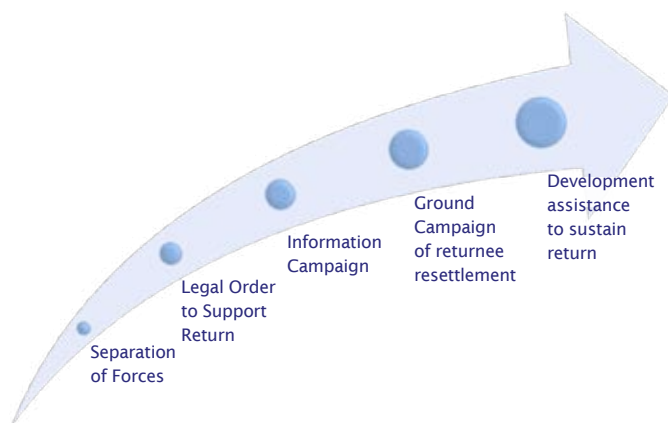 Separation
of Forces
Legal Order
to Support
Return
Information
Campaign
Ground
Campaign
of returnee
resettlement
Development
assistance
to sustain
return